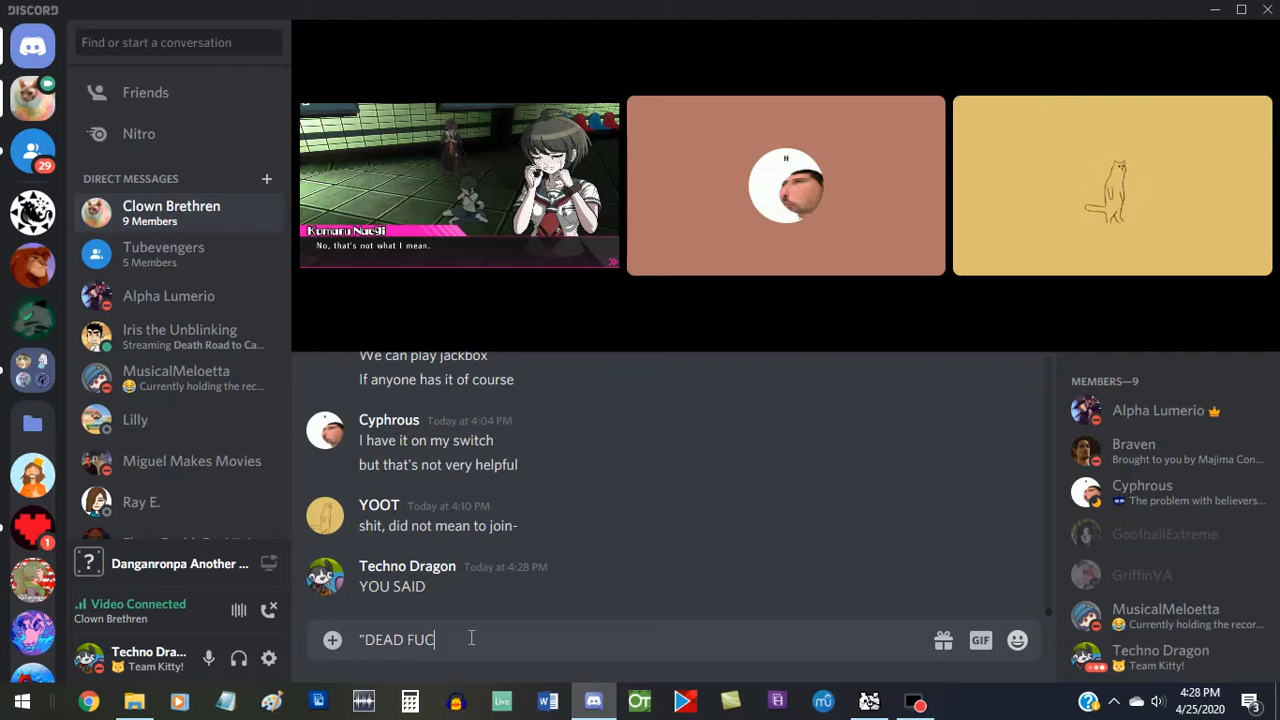 DISCORD
Find or start a conversation
Friends
Nitro
DIRECT MESSAGES
Clown Brethren
9 Members
Tubevengers
5 Members
Alpha Lumerio
Iris the Unblinking
Streaming Death Road to Ca...
MusicalMeloetta
Currently holding the rec...
Lilly
Miguel Makes Movies
Ray E.
29
1
? Danganronpa Another ...
Video Connected
Clown Brethren
Techno Dra...
Team Kitty!
Komaru Naegi
No, that's not what I mean.
H
We can play jackbox
If anyone has it of course
Cyphrous Today at 4:04 PM
I have it on my switch
but that's not very helpful
YOOT Today at 4:10 PM
shit, did not mean to join-
Techno Dragon Today at 4:28 PM
YOU SAID
"DEAD FUC
GIF
MEMBERS—9
Alpha Lumerio
Braven
Brought to you by Majima Con...
Cyphrous
The problem with believers...
GoofballExtreme
GriffinVA
MusicalMeloetta
Currently holding the recor...
Techno Dragon
Team Kitty!
Live
W
OT
mu
4:28 PM
4/25/2020
3